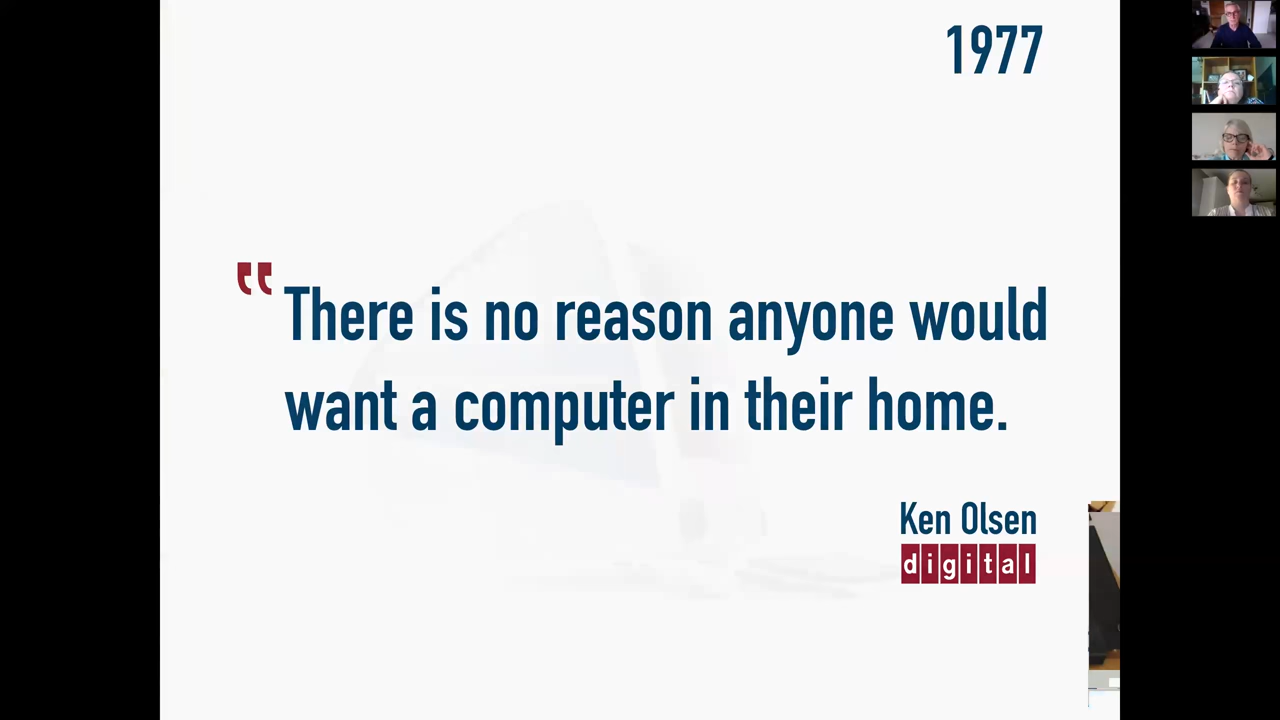 1977
“There is no reason anyone would
want a computer in their home.
Ken Olsen
digital